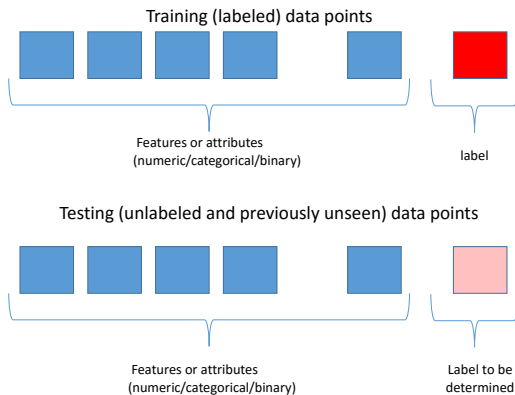 Training (labeled) data points
Features or attributes
(numeric/categorical/binary)
label
Testing (unlabeled and previously unseen) data points
Features or attributes
(numeric/categorical/binary)
Label to be
determined